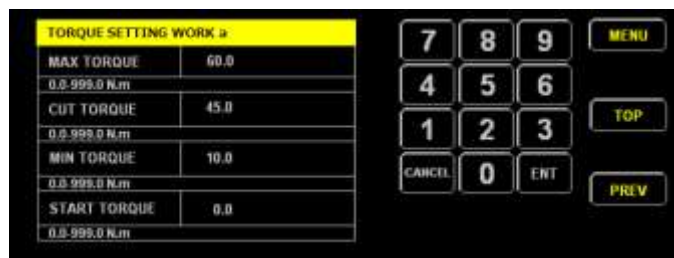 TORQUE SETTING WORK a
MAX TORQUE 60.0
0.0-999.0 N.m
CUT TORQUE 45.0
0.0-999.0 N.m
MIN TORQUE 10.0
0.0-999.0 N.m
START TORQUE 0.0
0.0-999.0 N.m
7 8 9
4 5 6
1 2 3
CANCEL 0 ENT
MENU
TOP
PREV